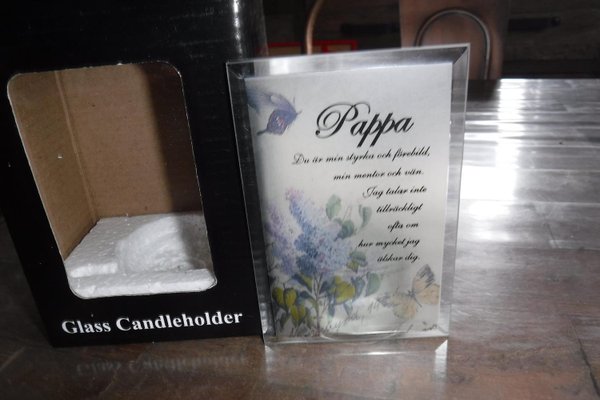 Pappa
Du är min styrka och förebild,
min mentor och vän.
Jag talar inte
tillräckligt
ofta om
hur mycket jag
älskar dig.
Glass Candleholder